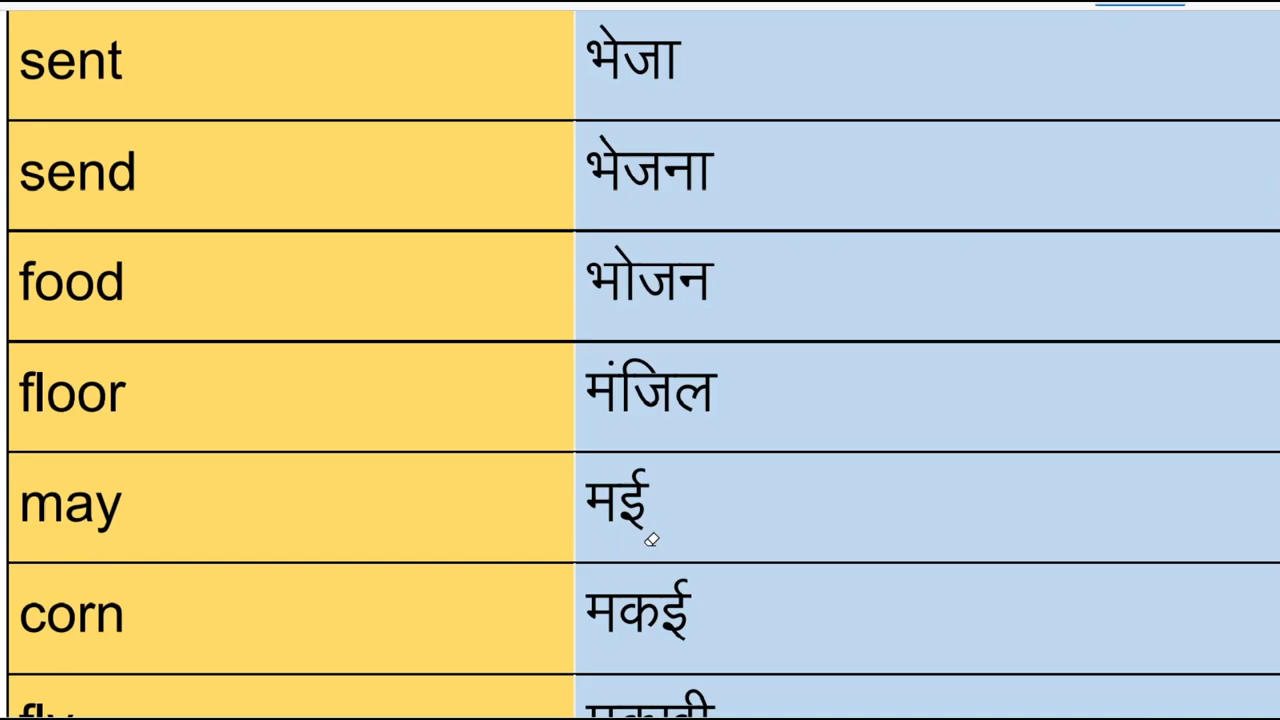 sent भेजा
send भेजना
food भोजन
floor मंजिल
may मई
corn मकई